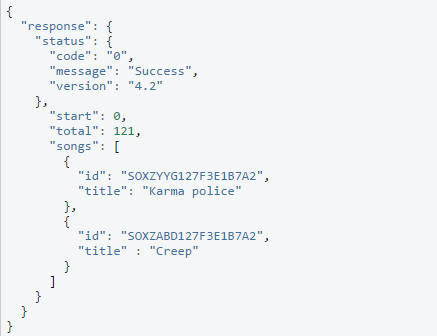 {
  "response": {
    "status": {
      "code": "0",
      "message": "Success",
      "version": "4.2"
    },
      "start": 0,
      "total": 121,
      "songs": [
        {
          "id": "SOXZYYG127F3E1B7A2",
          "title": "Karma police"
        },
        {
          "id": "SOXZABD127F3E1B7A2",
          "title" : "Creep"
        }
      ]
    }
  }
}